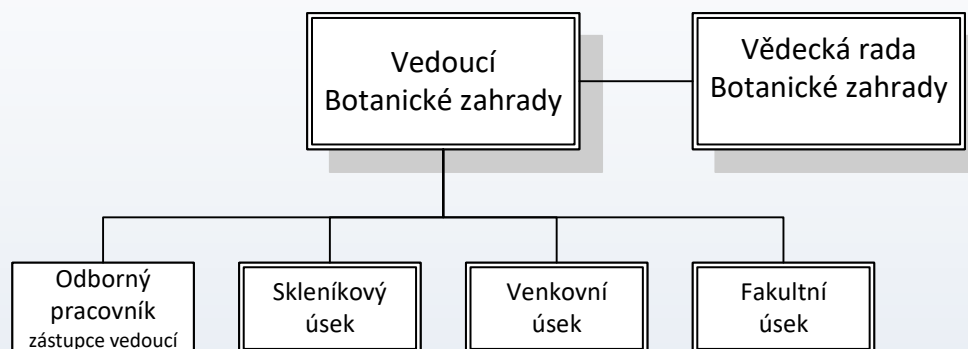 Vedoucí
Botanické zahrady
Vědecká rada
Botanické zahrady
Odborný
pracovník
zástupce vedoucí
Skleníkový
úsek
Venkovní
úsek
Fakultní
úsek